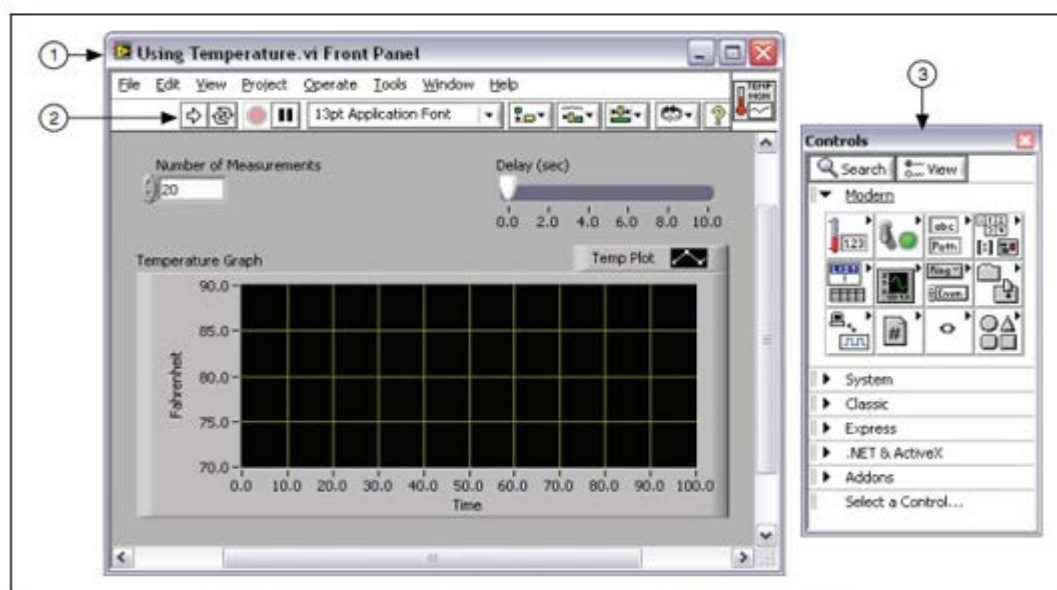 1
Using Temperature.vi Front Panel
3
File Edit View Project Operate Tools Window Help
TEMP
MON
2
13pt Application Font
?
Controls
Search View
Modern
Number of Measurements
20
Delay (sec)
0.0 2.0 4.0 6.0 8.0 10.0
1.23
abc
Path
Temperature Graph
Temp Plot
LIST
Ring
Enum
#
Fahrenheit
90.0
85.0
80.0
75.0
70.0
0.0 10.0 20.0 30.0 40.0 50.0 60.0 70.0 80.0 90.0 100.0
Time
System
Classic
Express
.NET & ActiveX
Addons
Select a Control...